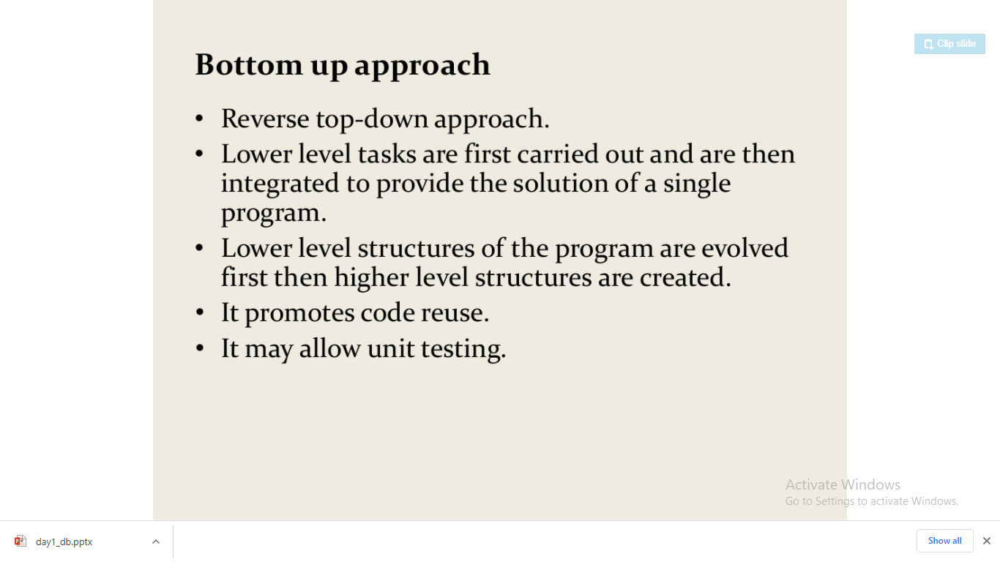 Clip slide
Bottom up approach
• Reverse top-down approach.
• Lower level tasks are first carried out and are then
integrated to provide the solution of a single
program.
• Lower level structures of the program are evolved
first then higher level structures are created.
• It promotes code reuse.
• It may allow unit testing.
Activate Windows
Go to Settings to activate Windows.
day1_db.pptx
Show all